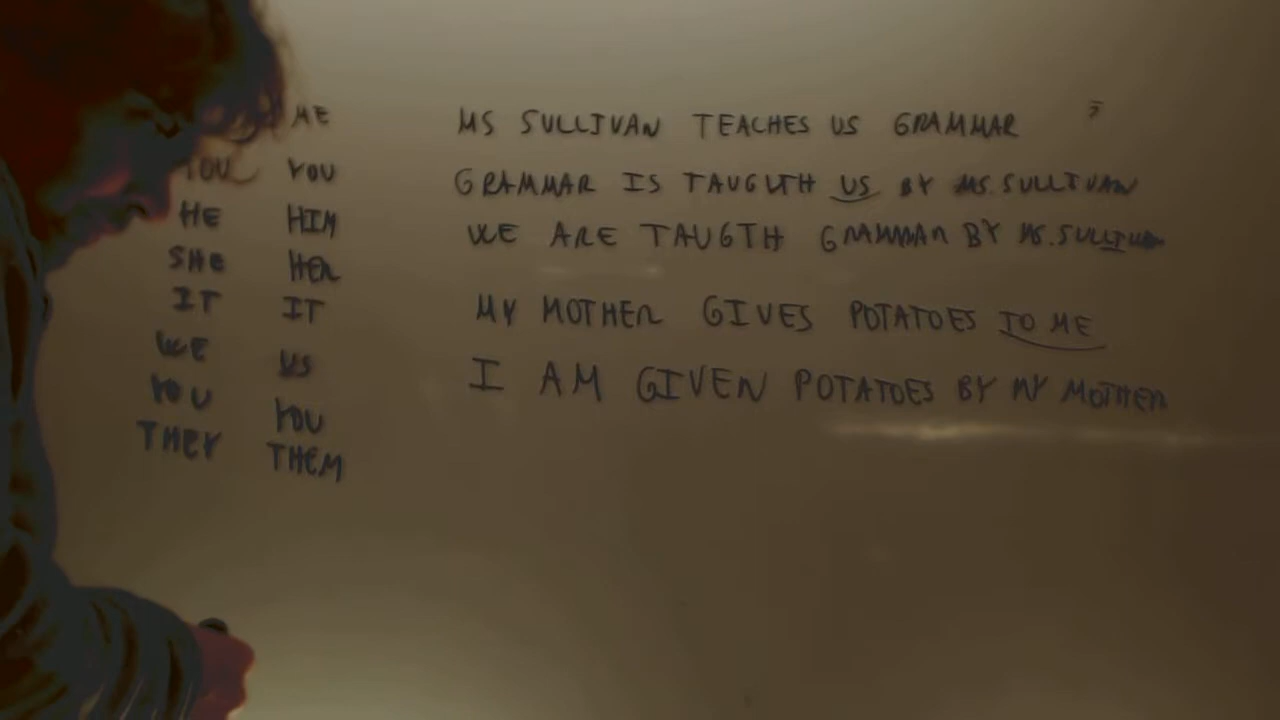 ME
YOU YOU
HE HIM
SHE HER
IT IT
WE US
YOU YOU
THEY THEM
MS SULLIVAN TEACHES US GRAMMAR
GRAMMAR IS TAUGTH US BY MS. SULLIVAN
WE ARE TAUGTH GRAMMAR BY MS. SULLIVAN
MY MOTHER GIVES POTATOES TO ME
I AM GIVEN POTATOES BY MY MOTHER